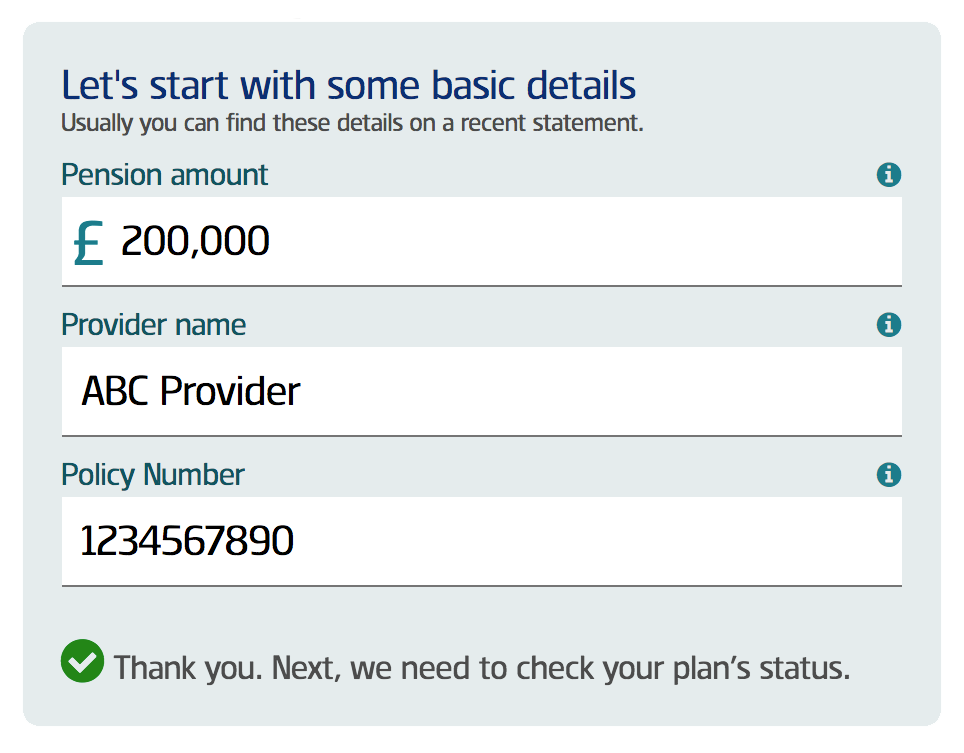 Let's start with some basic details
Usually you can find these details on a recent statement.
Pension amount
£ 200,000
Provider name
ABC Provider
Policy Number
1234567890
Thank you. Next, we need to check your plan’s status.